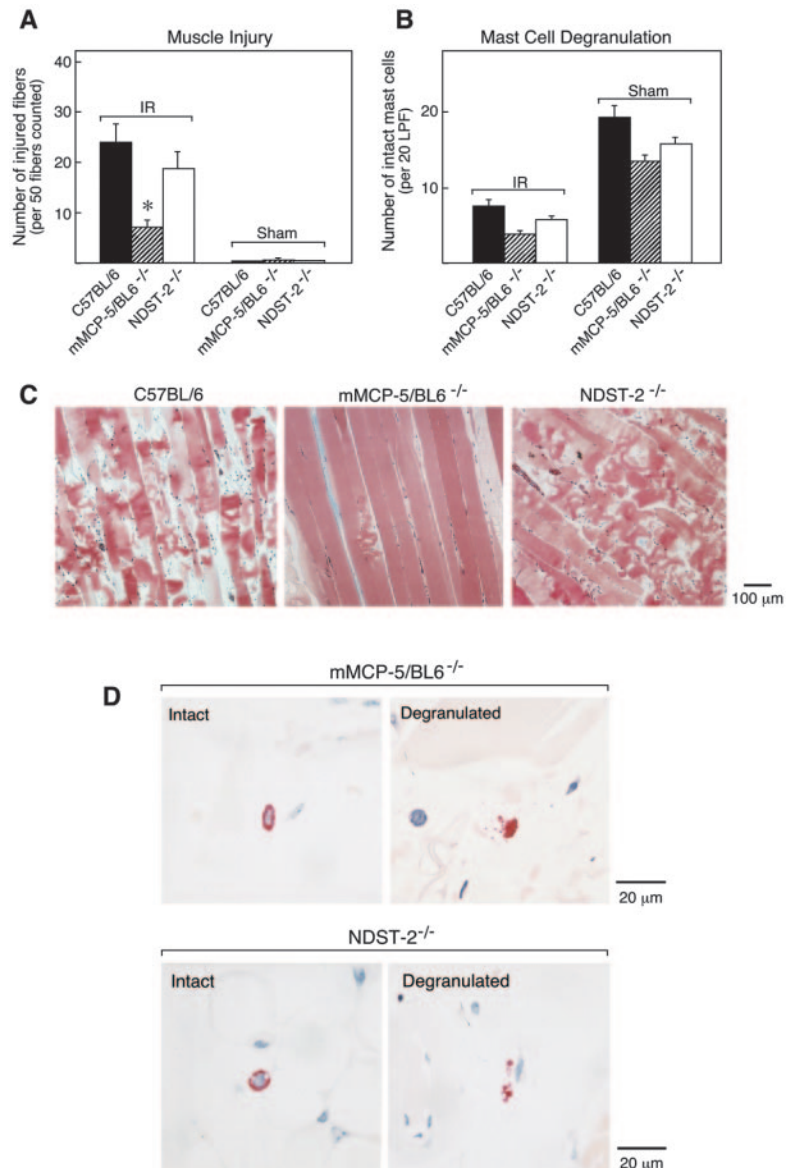 A
Muscle Injury
Number of injured fibers
(per 50 fibers counted)
40
30
20
10
IR
*
Sham
C57BL/6
mMCP-5/BL6 -/-
NDST-2 -/-
C57BL/6
mMCP-5/BL6 -/-
NDST-2 -/-
B
Mast Cell Degranulation
Number of intact mast cells
(per 20 LPF)
20
10
IR
Sham
C57BL/6
mMCP-5/BL6 -/-
NDST-2 -/-
C57BL/6
mMCP-5/BL6 -/-
NDST-2 -/-
C
C57BL/6
mMCP-5/BL6 -/-
NDST-2 -/-
100 μm
D
mMCP-5/BL6-/-
Intact
Degranulated
20 μm
NDST-2-/-
Intact
Degranulated
20 μm